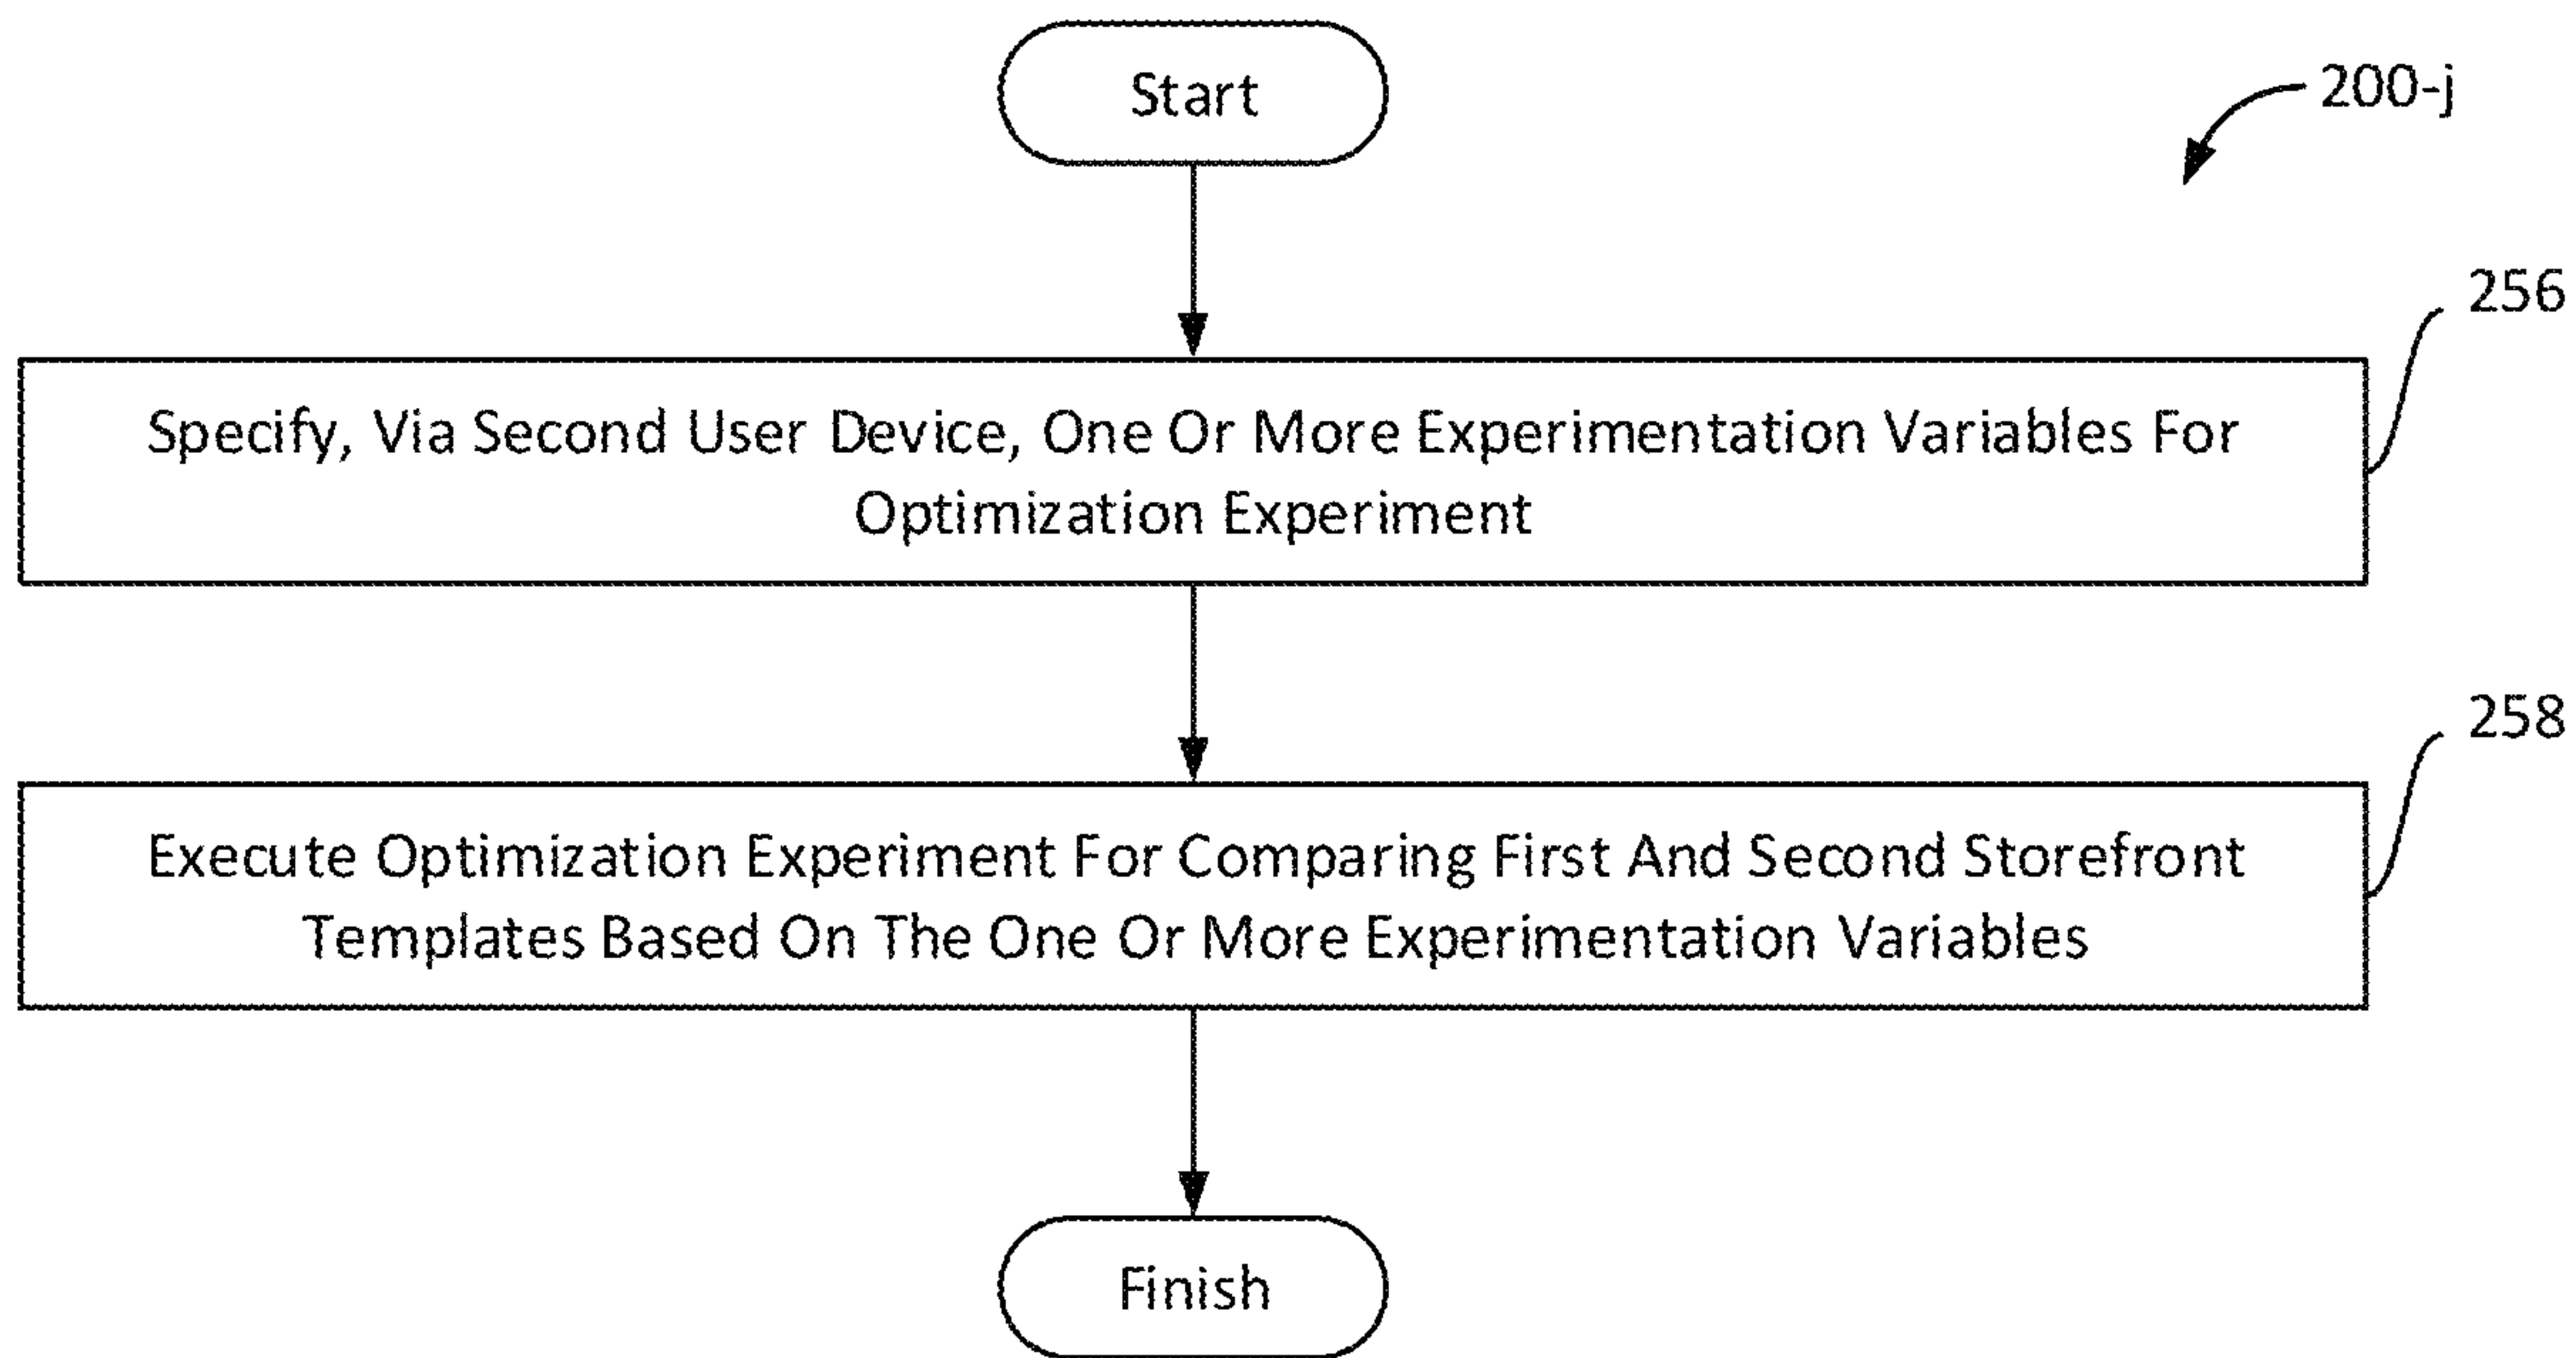 Start
200-j
256
Specify, Via Second User Device, One Or More Experimentation Variables For
Optimization Experiment
258
Execute Optimization Experiment For Comparing First And Second Storefront
Templates Based On The One Or More Experimentation Variables
Finish